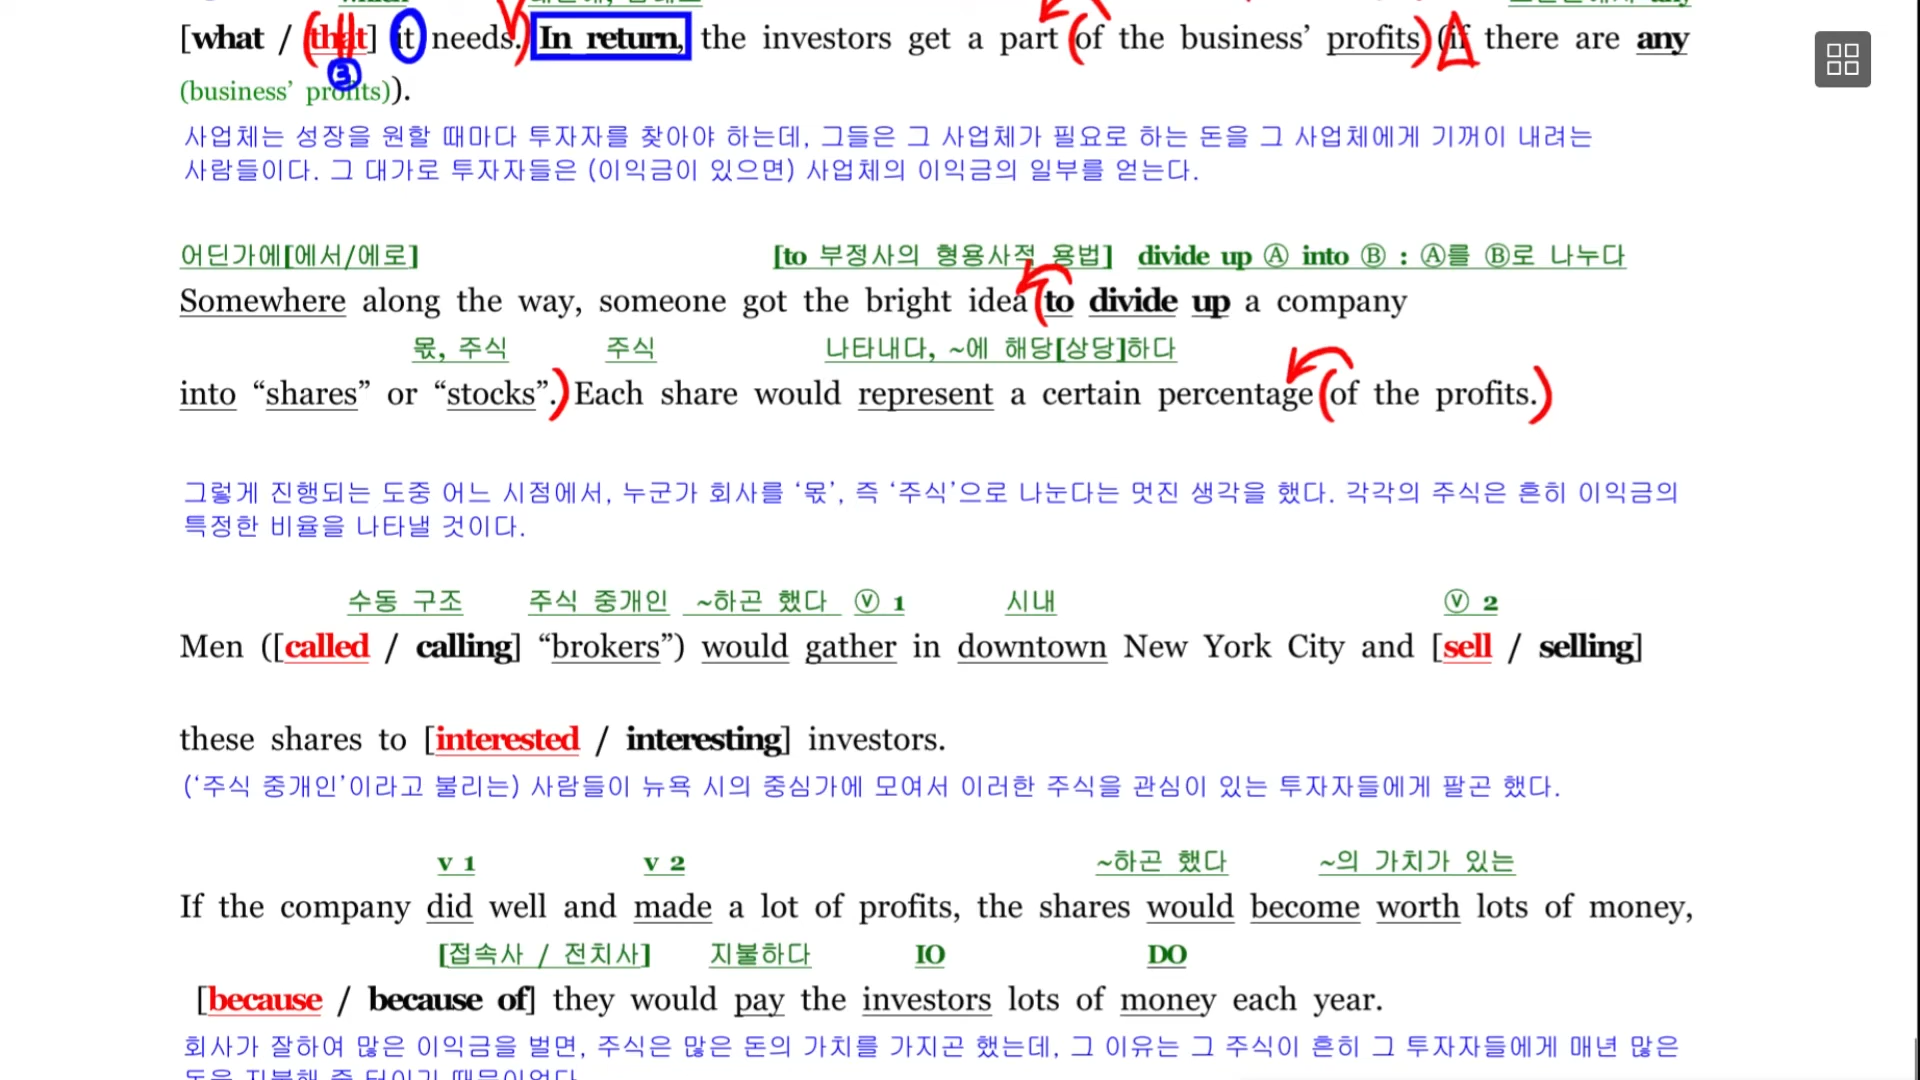 [what / that] it needs. In return, the investors get a part of the business’ profits (if there are any
(business’ profits)).
사업체는 성장을 원할 때마다 투자자를 찾아야 하는데, 그들은 그 사업체가 필요로 하는 돈을 그 사업체에게 기꺼이 내려는
사람들이다. 그 대가로 투자자들은 (이익금이 있으면) 사업체의 이익금의 일부를 얻는다.
어딘가에[에서/에로] [to 부정사의 형용사적 용법] divide up Ⓐ into Ⓑ : Ⓐ를 Ⓑ로 나누다
Somewhere along the way, someone got the bright idea to divide up a company
몫, 주식 주식 나타내다, ~에 해당[상당]하다
into “shares” or “stocks”. Each share would represent a certain percentage of the profits.
그렇게 진행되는 도중 어느 시점에서, 누군가 회사를 ‘몫’, 즉 ‘주식’으로 나눈다는 멋진 생각을 했다. 각각의 주식은 흔히 이익금의
특정한 비율을 나타낼 것이다.
수동 구조 주식 중개인 ~하곤 했다 ⓥ 1 시내 ⓥ 2
Men ([called / calling] “brokers”) would gather in downtown New York City and [sell / selling]
these shares to [interested / interesting] investors.
(‘주식 중개인’이라고 불리는) 사람들이 뉴욕 시의 중심가에 모여서 이러한 주식을 관심이 있는 투자자들에게 팔곤 했다.
v 1 v 2 ~하곤 했다 ~의 가치가 있는
If the company did well and made a lot of profits, the shares would become worth lots of money,
[접속사 / 전치사] 지불하다 IO DO
[because / because of] they would pay the investors lots of money each year.
회사가 잘하여 많은 이익금을 벌면, 주식은 많은 돈의 가치를 가지곤 했는데, 그 이유는 그 주식이 흔히 그 투자자들에게 매년 많은